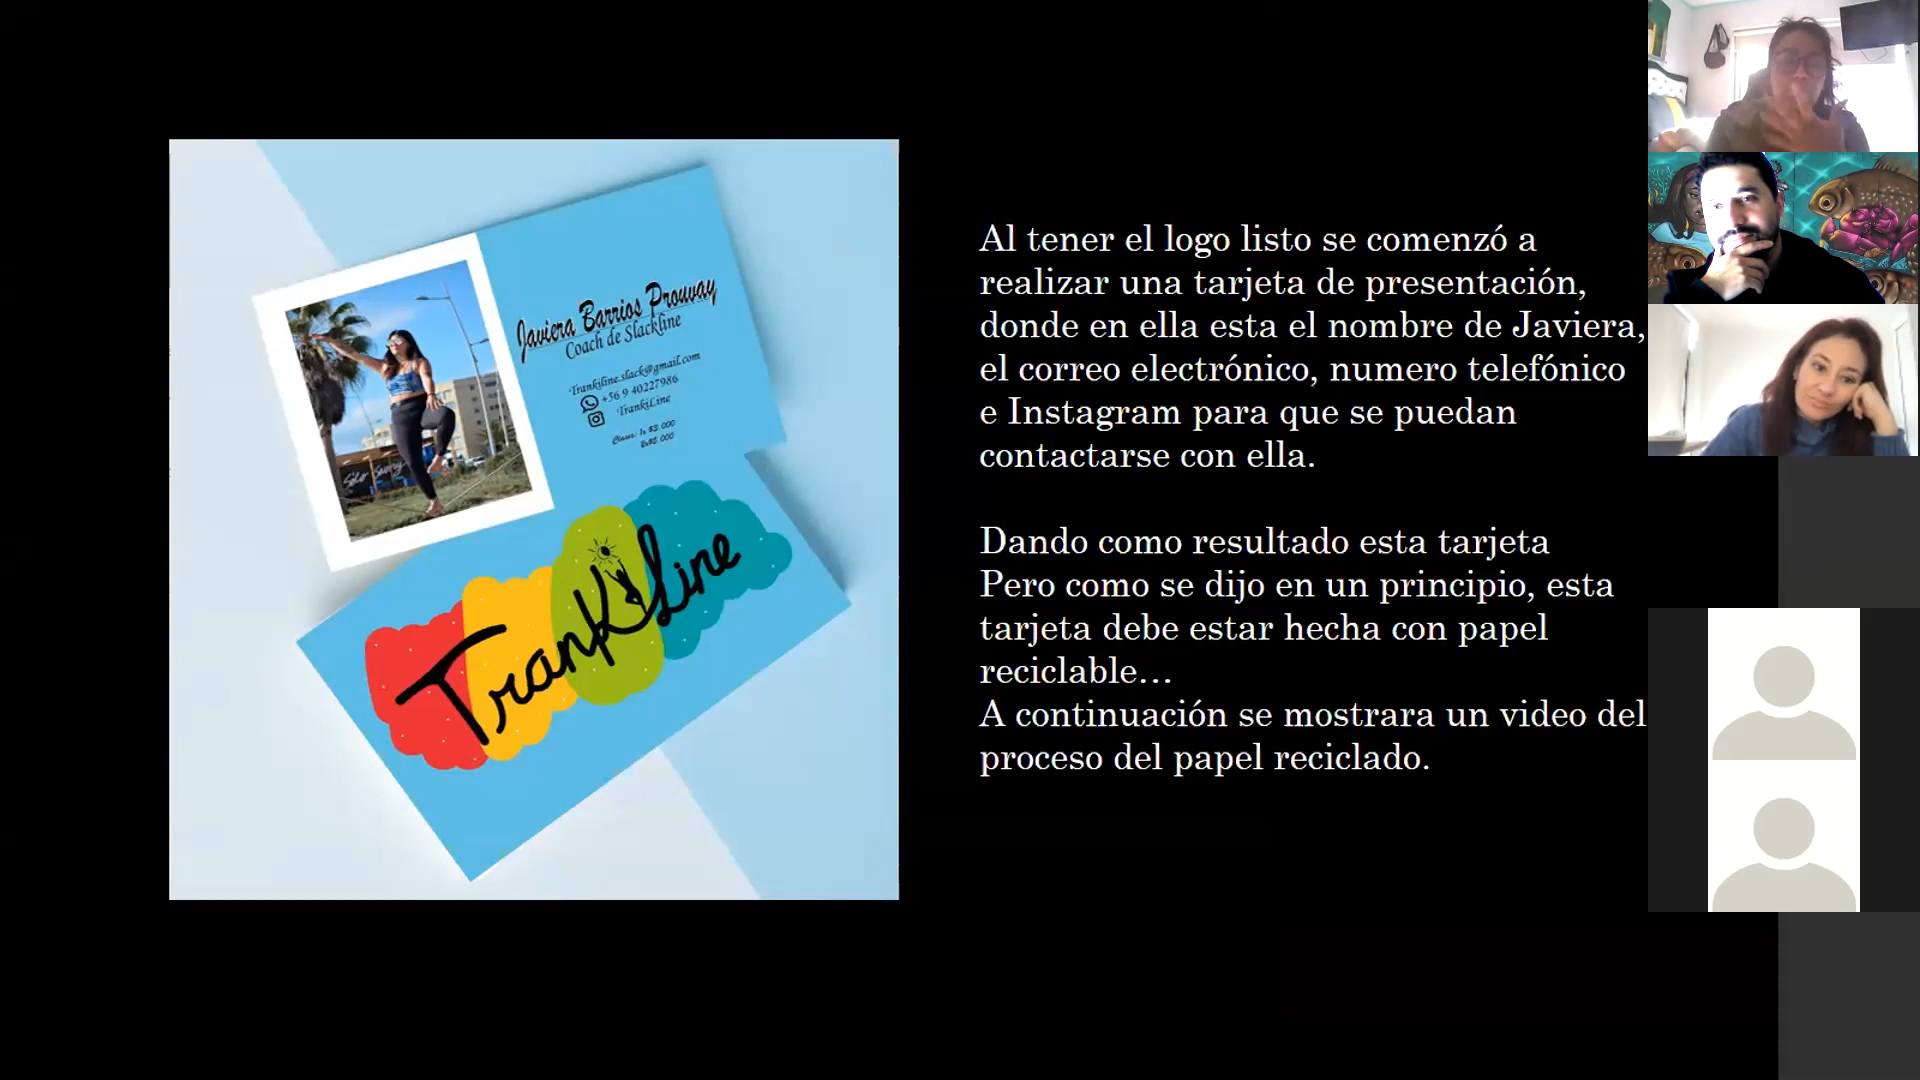 Javiera Barrios Prouvay
Coach de Slackline
Trankiline.slack@gmail.com
+56 9 40227986
TrankiLine
TranKiLine
Al tener el logo listo se comenzó a
realizar una tarjeta de presentación,
donde en ella esta el nombre de Javiera,
el correo electrónico, numero telefónico
e Instagram para que se puedan
contactarse con ella.
Dando como resultado esta tarjeta
Pero como se dijo en un principio, esta
tarjeta debe estar hecha con papel
reciclable…
A continuación se mostrara un video del
proceso del papel reciclado.